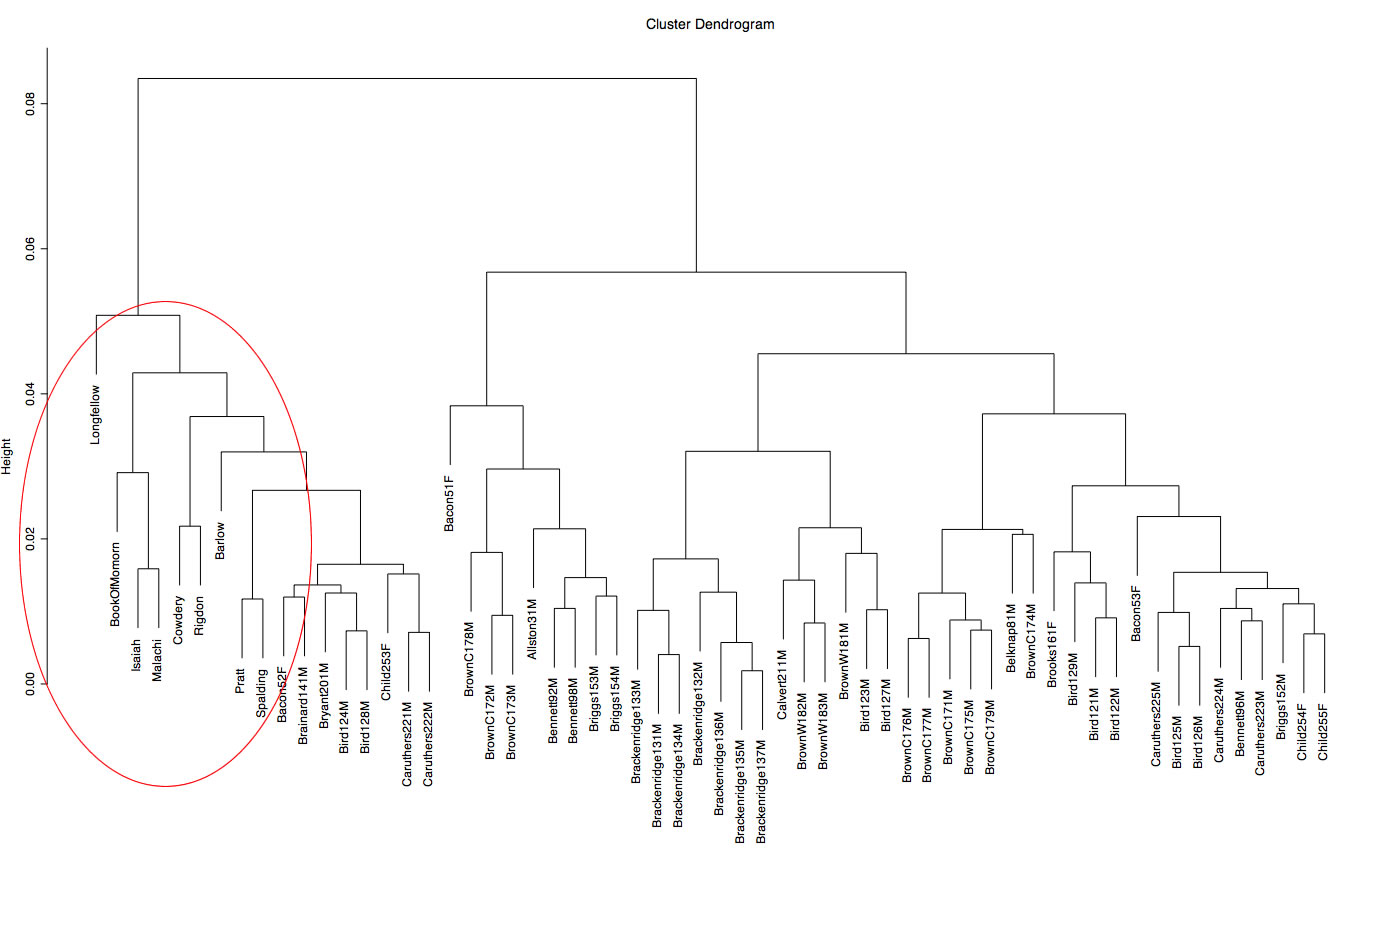 Cluster Dendrogram
Height
0.08
0.06
0.04
0.02
0.00
Longfellow
BookOfMomorn
Isaiah
Malachi
Cowdery
Rigdon
Barlow
Pratt
Spalding
Bacon52F
Brainard141M
Bryant201M
Bird124M
Bird128M
Child253F
Caruthers221M
Caruthers222M
Bacon51F
BrownC178M
BrownC172M
BrownC173M
Allston31M
Bennett92M
Bennett98M
Briggs153M
Briggs154M
Brackenridge133M
Brackenridge131M
Brackenridge134M
Brackenridge132M
Brackenridge136M
Brackenridge135M
Brackenridge137M
Calvert211M
BrownW182M
BrownW183M
BrownW181M
Bird123M
Bird127M
BrownC176M
BrownC177M
BrownC171M
BrownC175M
BrownC179M
Belknap81M
BrownC174M
Brooks161F
Bird129M
Bird121M
Bird122M
Bacon53F
Caruthers225M
Bird125M
Bird126M
Caruthers224M
Bennett96M
Caruthers223M
Briggs152M
Child254F
Child255F